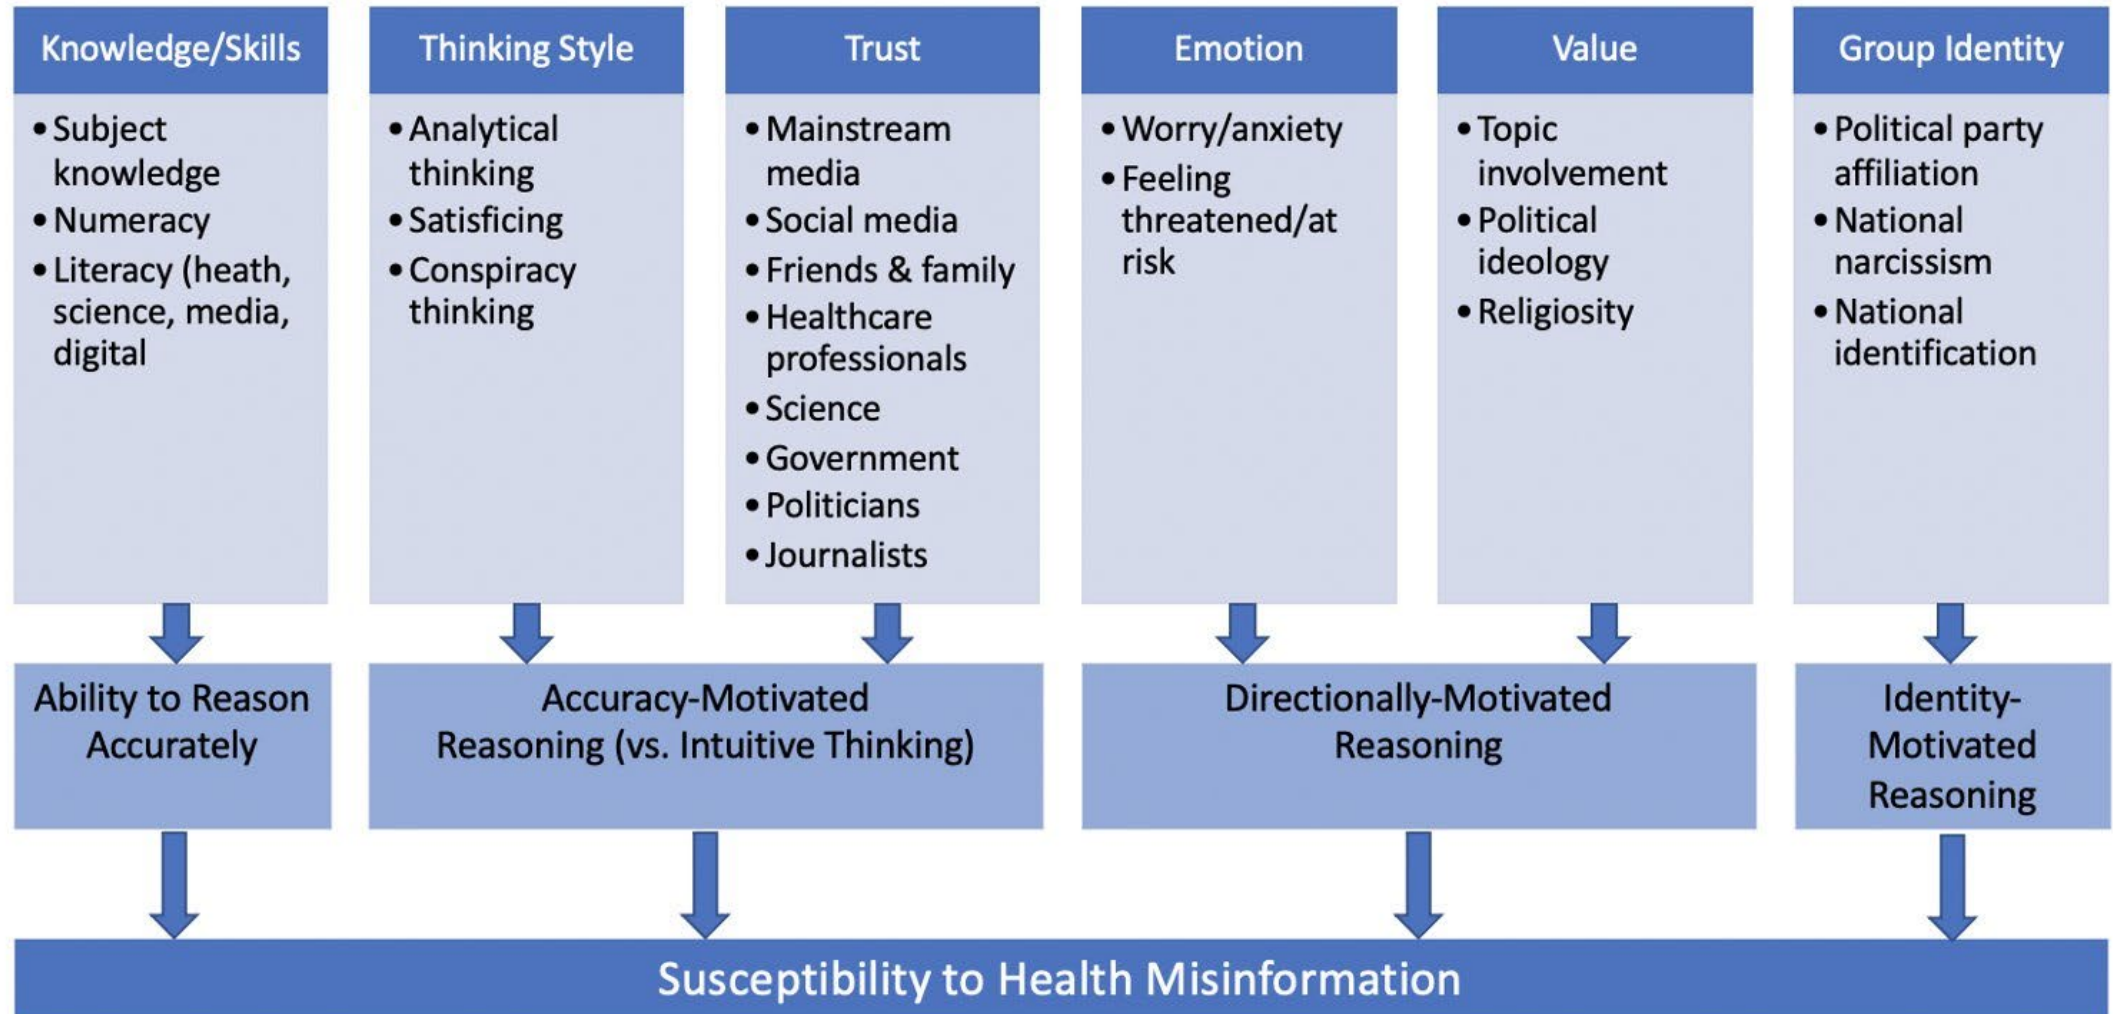 Knowledge/Skills
• Subject
knowledge
• Numeracy
• Literacy (heath,
science, media,
digital
Thinking Style
• Analytical
thinking
• Satisficing
• Conspiracy
thinking
Trust
• Mainstream
media
• Social media
• Friends & family
• Healthcare
professionals
• Science
• Government
• Politicians
• Journalists
Emotion
• Worry/anxiety
• Feeling
threatened/at
risk
Value
• Topic
involvement
• Political
ideology
• Religiosity
Group Identity
• Political party
affiliation
• National
narcissism
• National
identification
Ability to Reason
Accurately
Accuracy-Motivated
Reasoning (vs. Intuitive Thinking)
Directionally-Motivated
Reasoning
Identity-
Motivated
Reasoning
Susceptibility to Health Misinformation